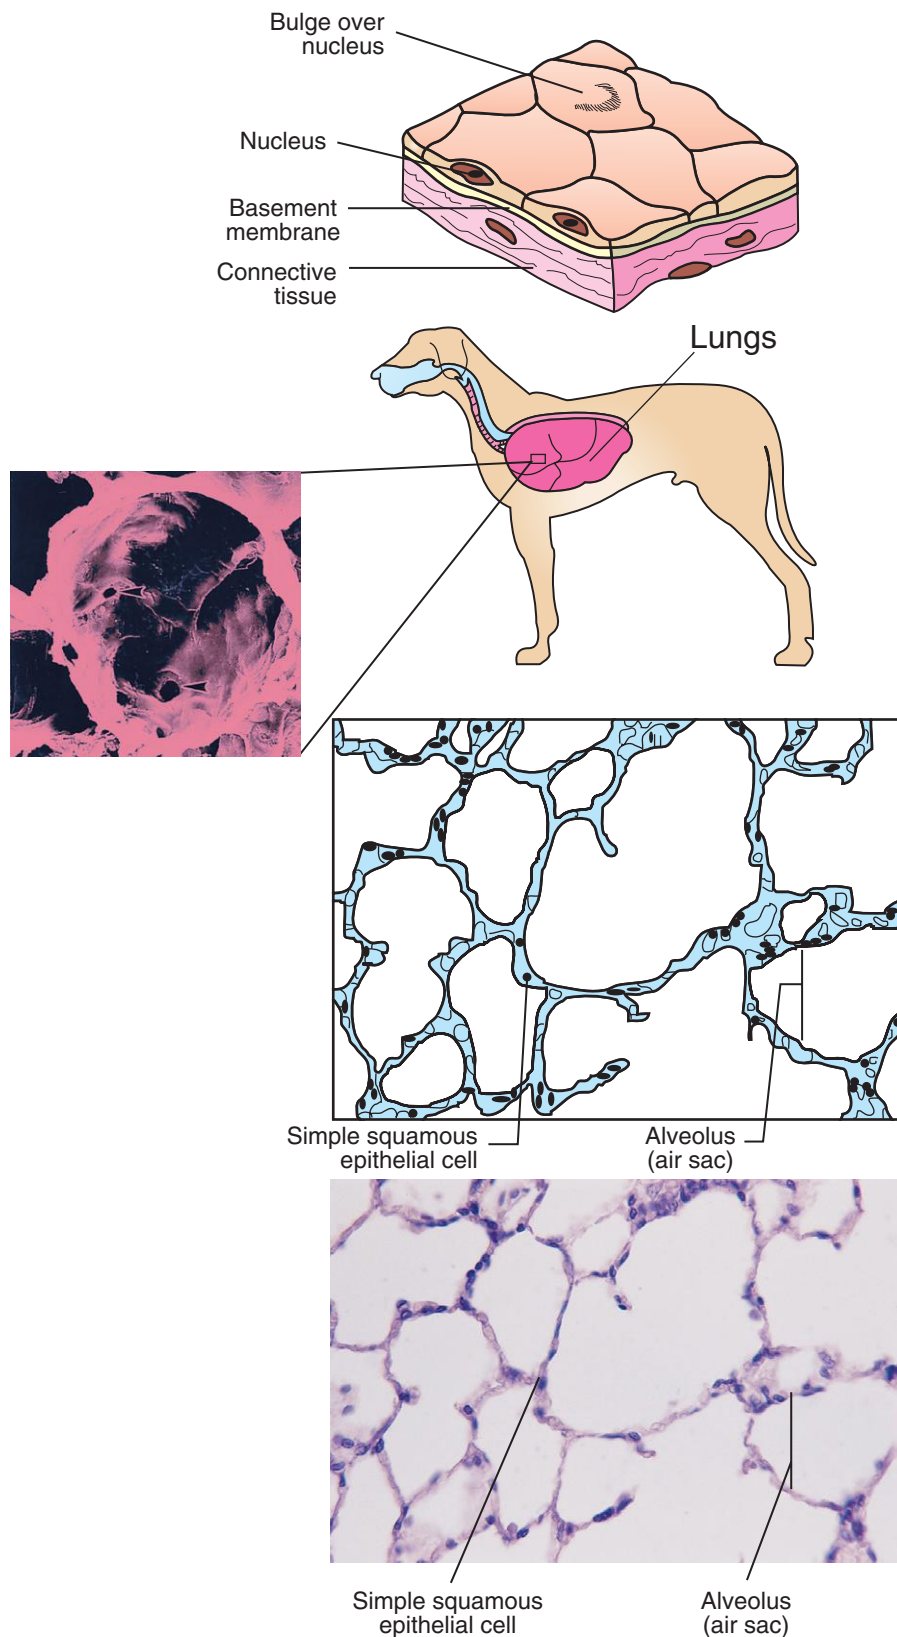 Bulge over
nucleus
Nucleus
Basement
membrane
Connective
tissue
Lungs
Simple squamous
epithelial cell
Alveolus
(air sac)
Simple squamous
epithelial cell
Alveolus
(air sac)